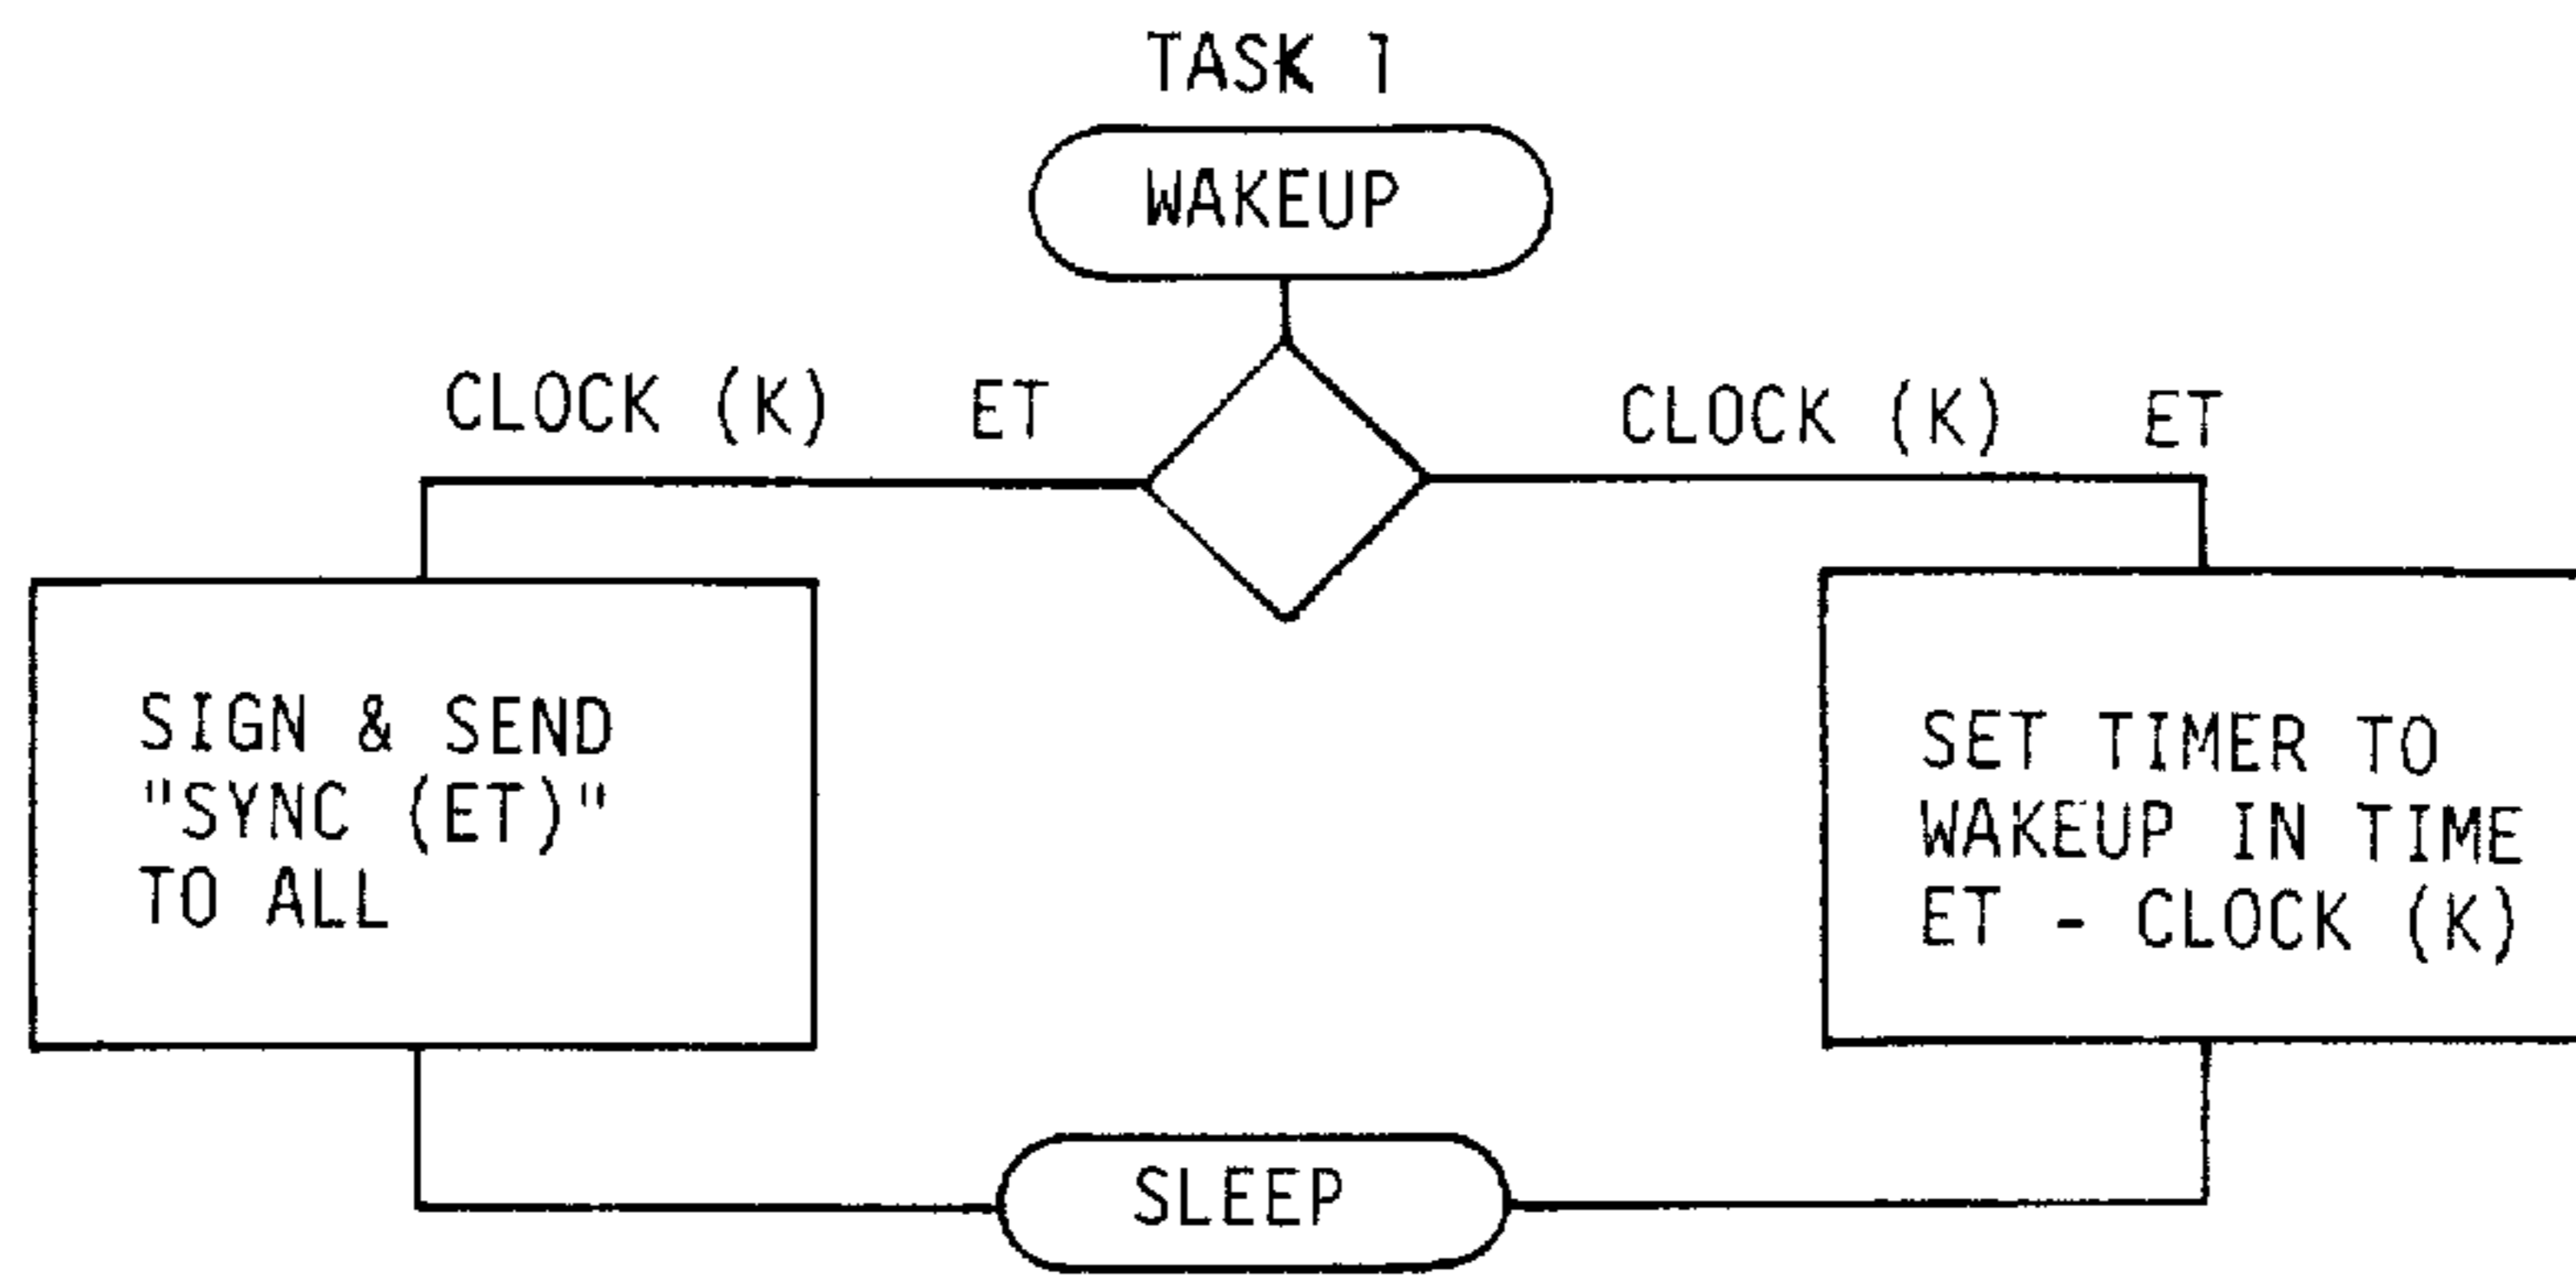 TASK 1
WAKEUP
CLOCK (K) ET
CLOCK (K) ET
SIGN & SEND
"SYNC (ET)"
TO ALL
SET TIMER TO
WAKEUP IN TIME
ET - CLOCK (K)
SLEEP